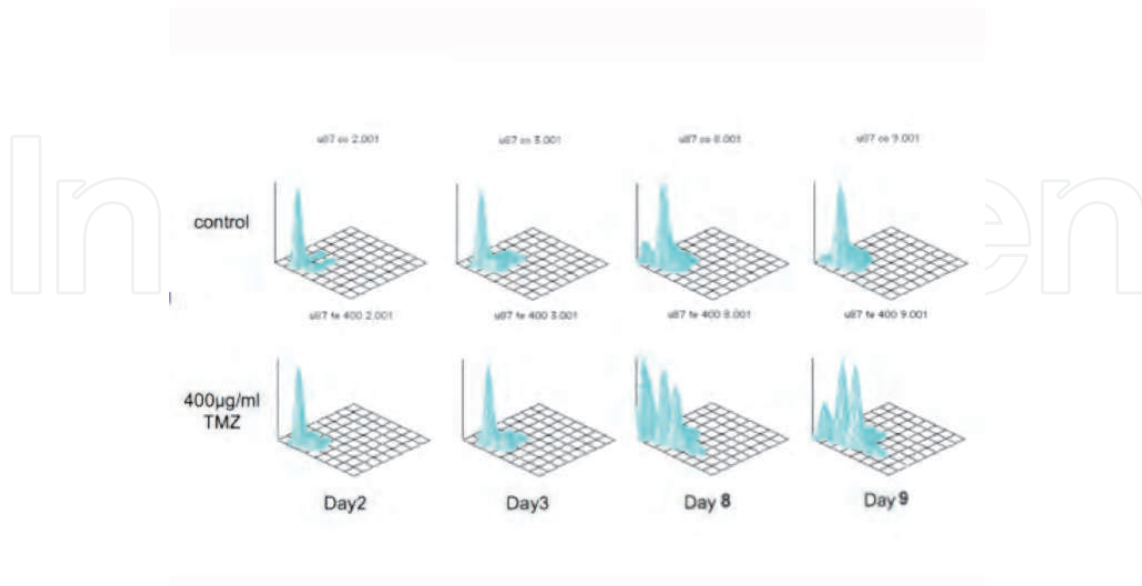 In en
u87 co 2.001 u87 co 3.001 u87 co 8.001 u87 co 9.001
control
u87 te 400 2.001 u87 te 400 3.001 u87 te 400 8.001 u87 te 400 9.001
400µg/ml
TMZ
Day2 Day3 Day 8 Day 9